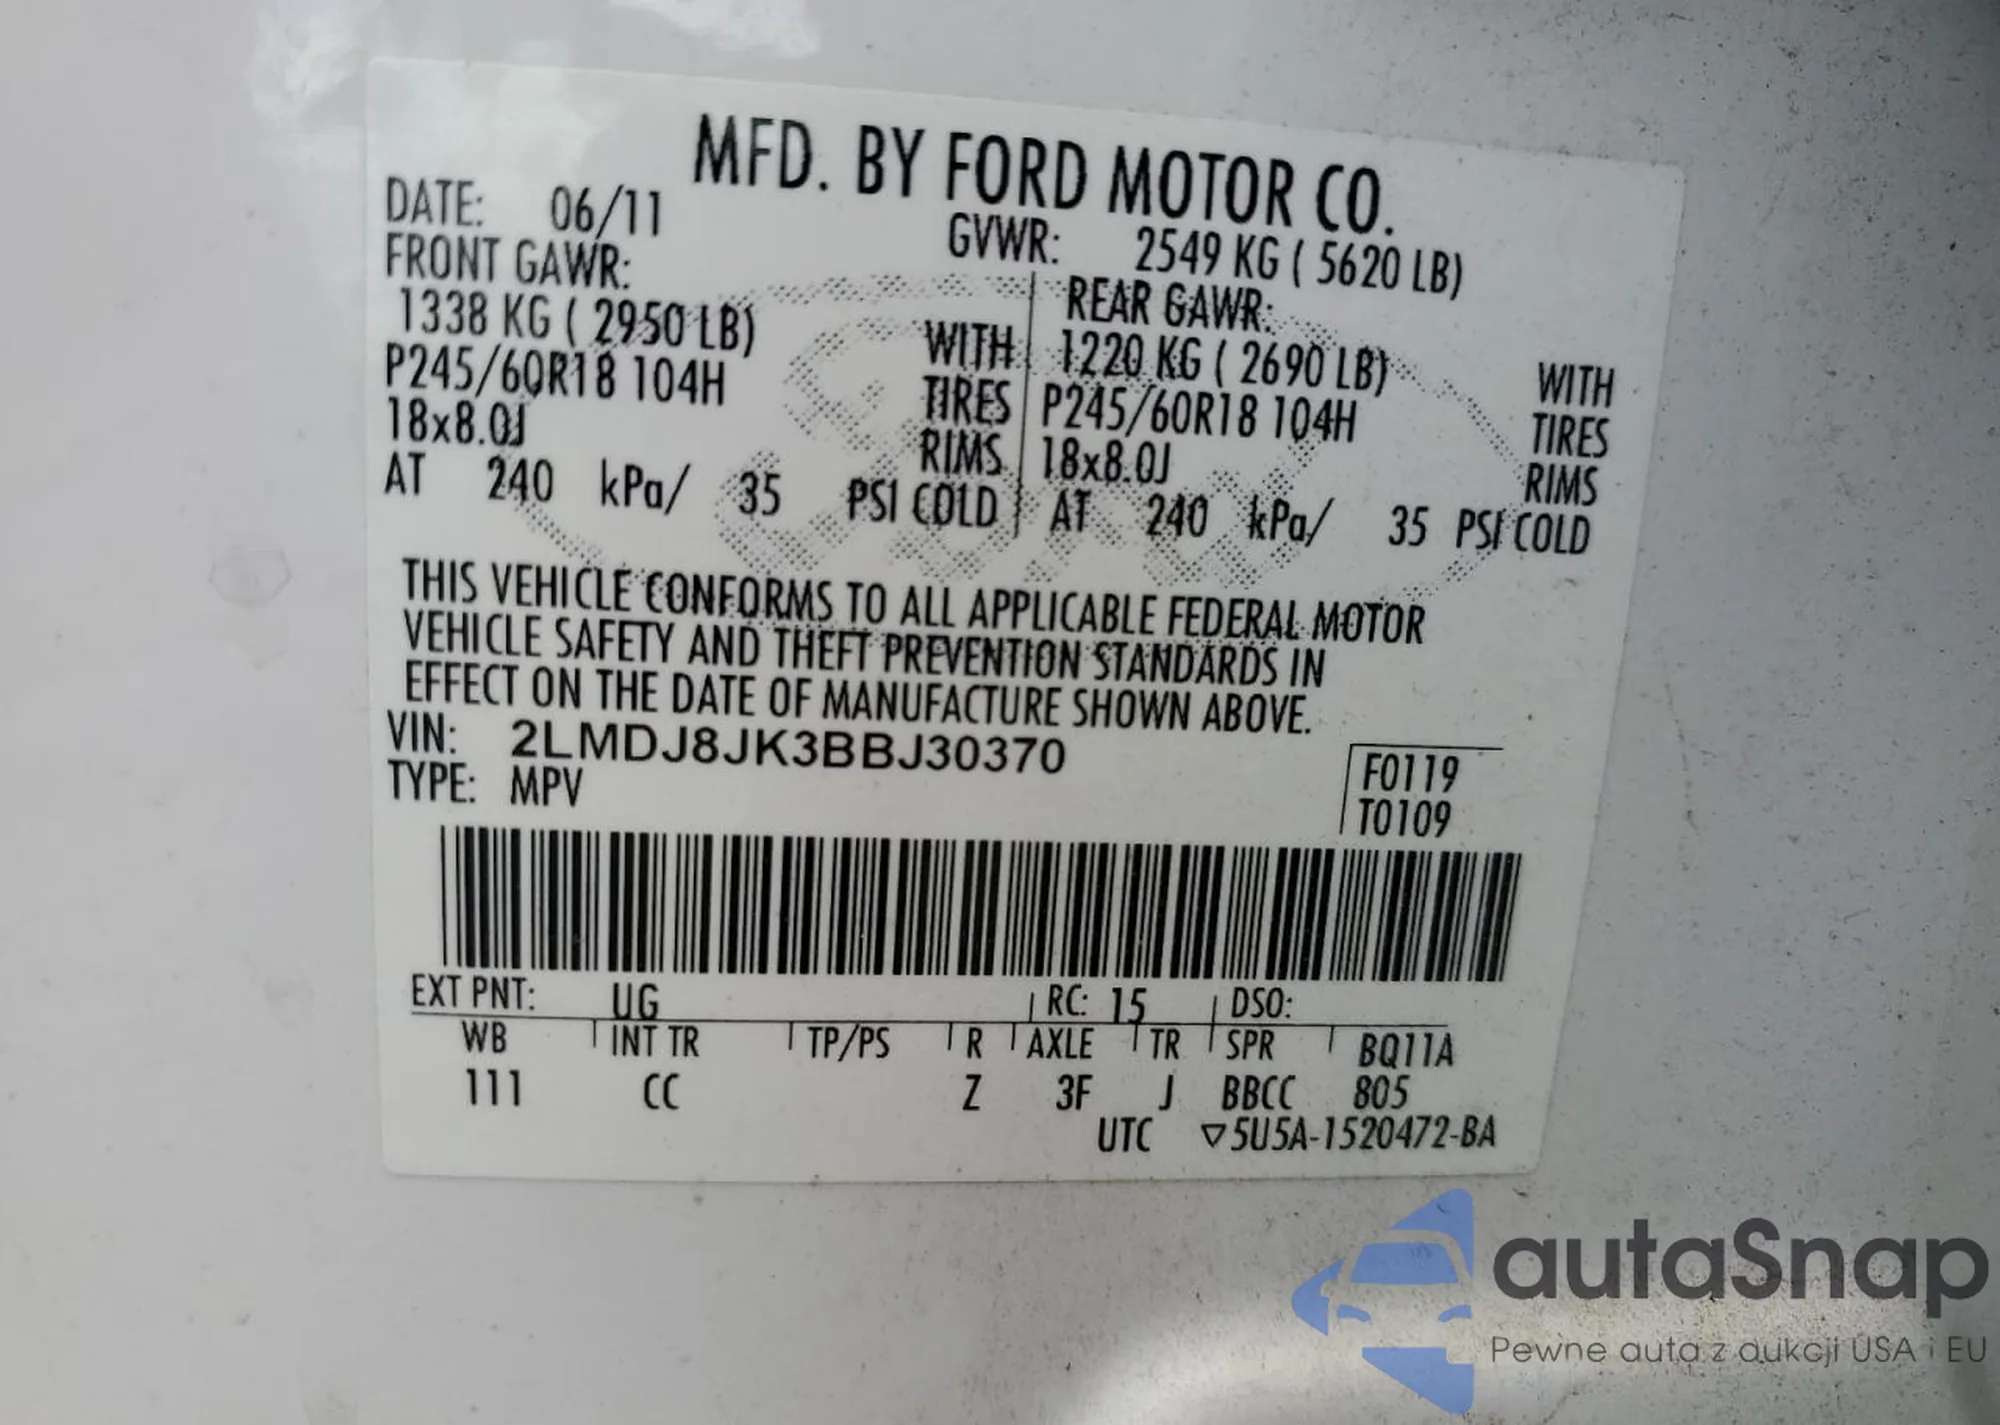 MFD. BY FORD MOTOR CO.
DATE: 06/11 GVWR: 2549 KG ( 5620 LB)
FRONT GAWR: REAR GAWR:
1338 KG ( 2950 LB) WITH 1220 KG ( 2690 LB) WITH
P245/60R18 104H TIRES P245/60R18 104H TIRES
18x8.0J RIMS 18x8.0J RIMS
AT 240 kPa/ 35 PSI COLD AT 240 kPa/ 35 PSI COLD
THIS VEHICLE CONFORMS TO ALL APPLICABLE FEDERAL MOTOR
VEHICLE SAFETY AND THEFT PREVENTION STANDARDS IN
EFFECT ON THE DATE OF MANUFACTURE SHOWN ABOVE.
VIN: 2LMDJ8JK3BBJ30370 F0119
TYPE: MPV T0109
EXT PNT: UG RC: 15 DSO:
WB INT TR TP/PS R AXLE TR SPR BQ11A
111 CC Z 3F J BBCC 805
UTC ▽5U5A-1520472-BA
autaSnap
Pewne auta z aukcji USA i EU